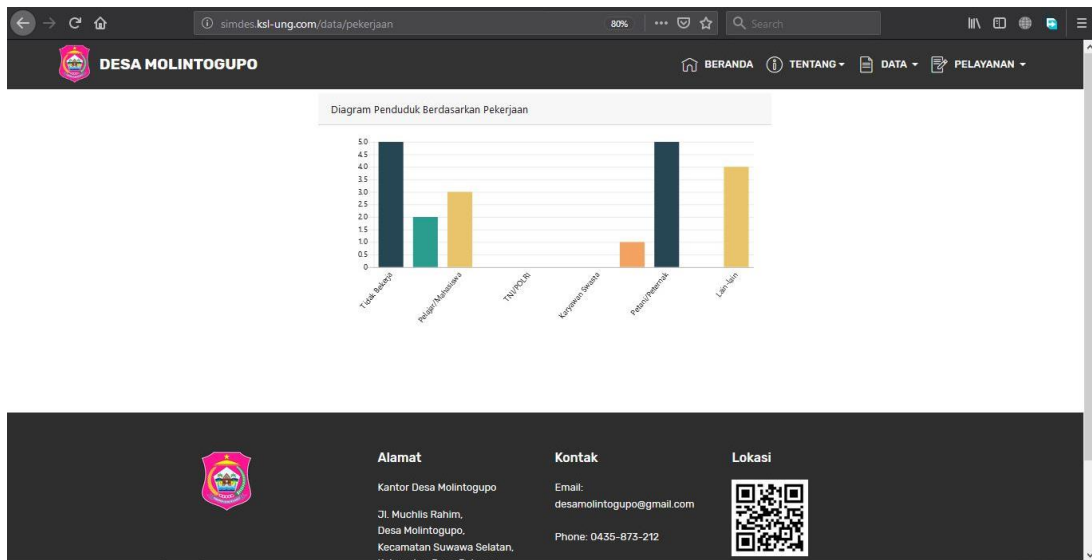 simdes.ksl-ung.com/data/pekerjaan
80%
Search
DESA MOLINTOGUPO
BERANDA
TENTANG
DATA
PELAYANAN
Diagram Penduduk Berdasarkan Pekerjaan
5.0
4.5
4.0
3.5
3.0
2.5
2.0
1.5
1.0
0.5
0
Tidak Bekerja
Pelajar/Mahasiswa
TNI/POLRI
Karyawan Swasta
Petani/Peternak
Lain-lain
Alamat
Kantor Desa Molintogupo
Jl. Muchlis Rahim,
Desa Molintogupo,
Kecamatan Suwawa Selatan,
Kontak
Email:
desamolintogupo@gmail.com
Phone: 0435-873-212
Lokasi